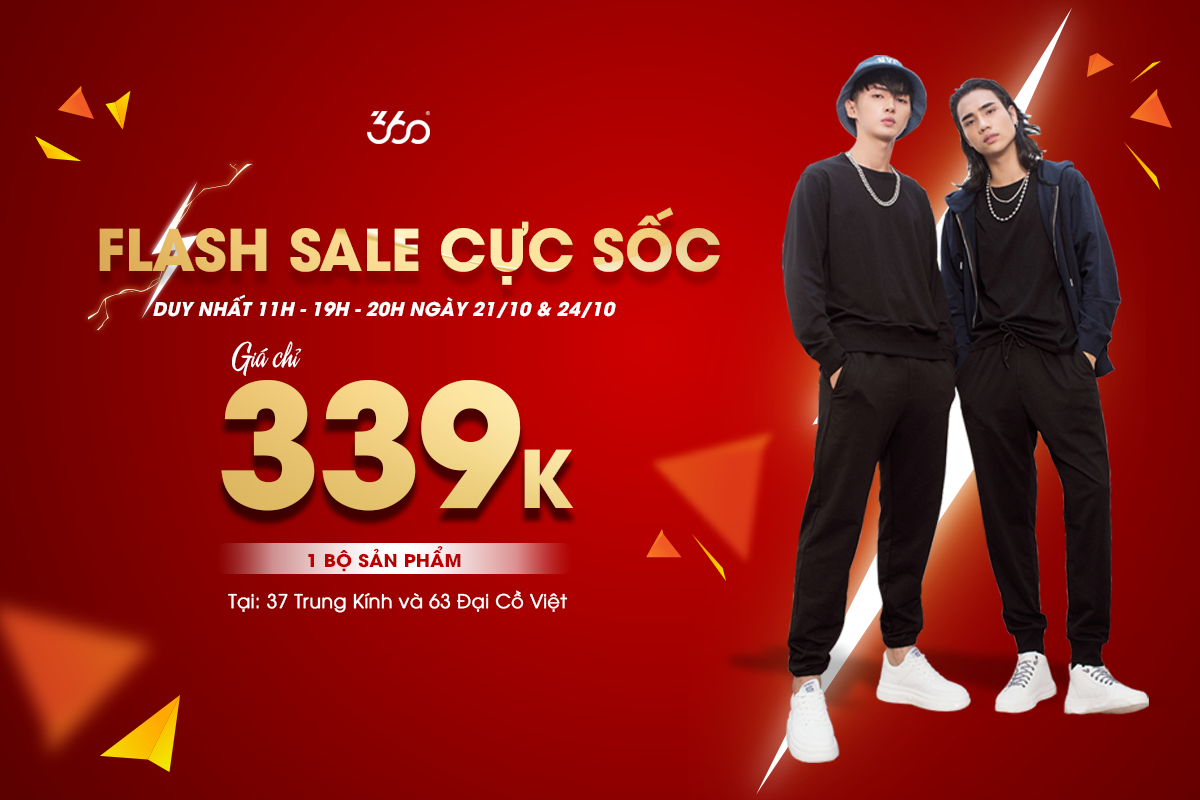 360
FLASH SALE CỰC SỐC
DUY NHẤT 11H - 19H - 20H NGÀY 21/10 & 24/10
Giá chỉ
339K
1 BỘ SẢN PHẨM
Tại: 37 Trung Kính và 63 Đại Cồ Việt